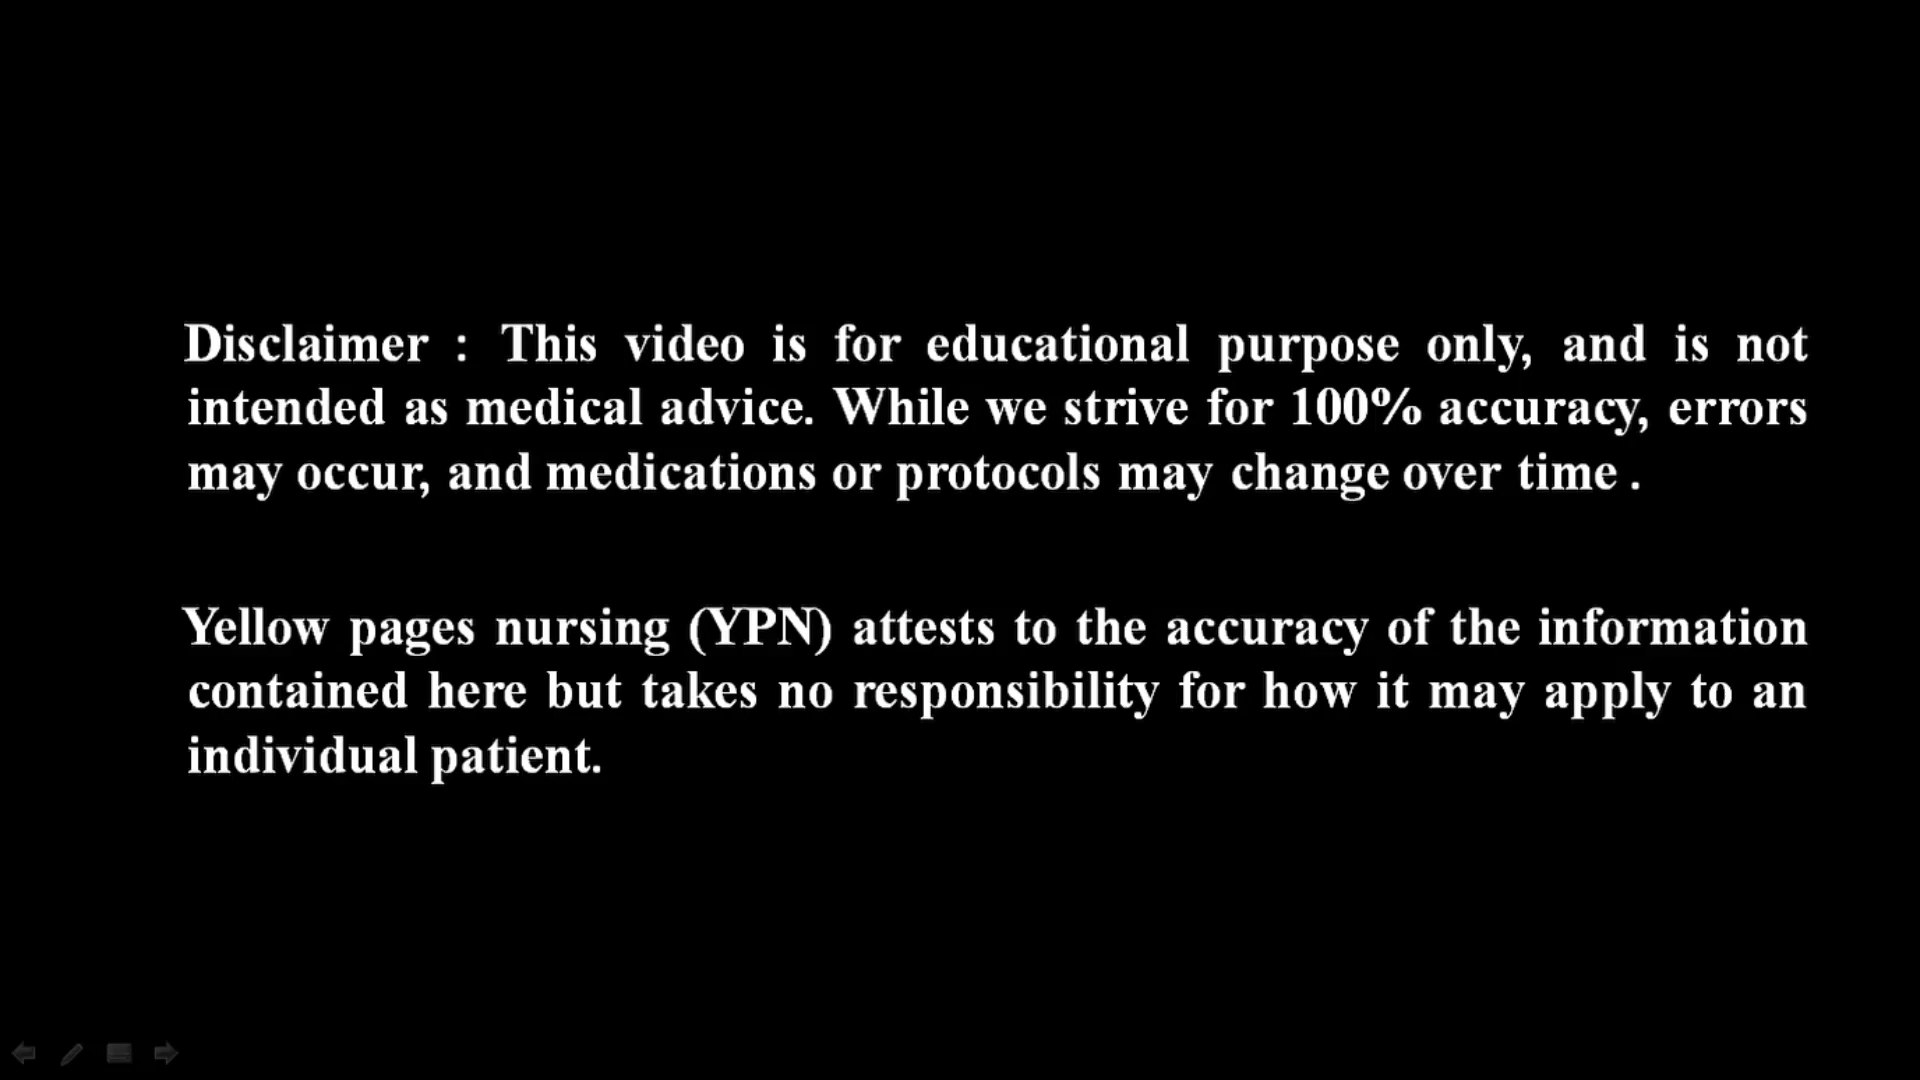 Disclaimer : This video is for educational purpose only, and is not
intended as medical advice. While we strive for 100% accuracy, errors
may occur, and medications or protocols may change over time .
Yellow pages nursing (YPN) attests to the accuracy of the information
contained here but takes no responsibility for how it may apply to an
individual patient.